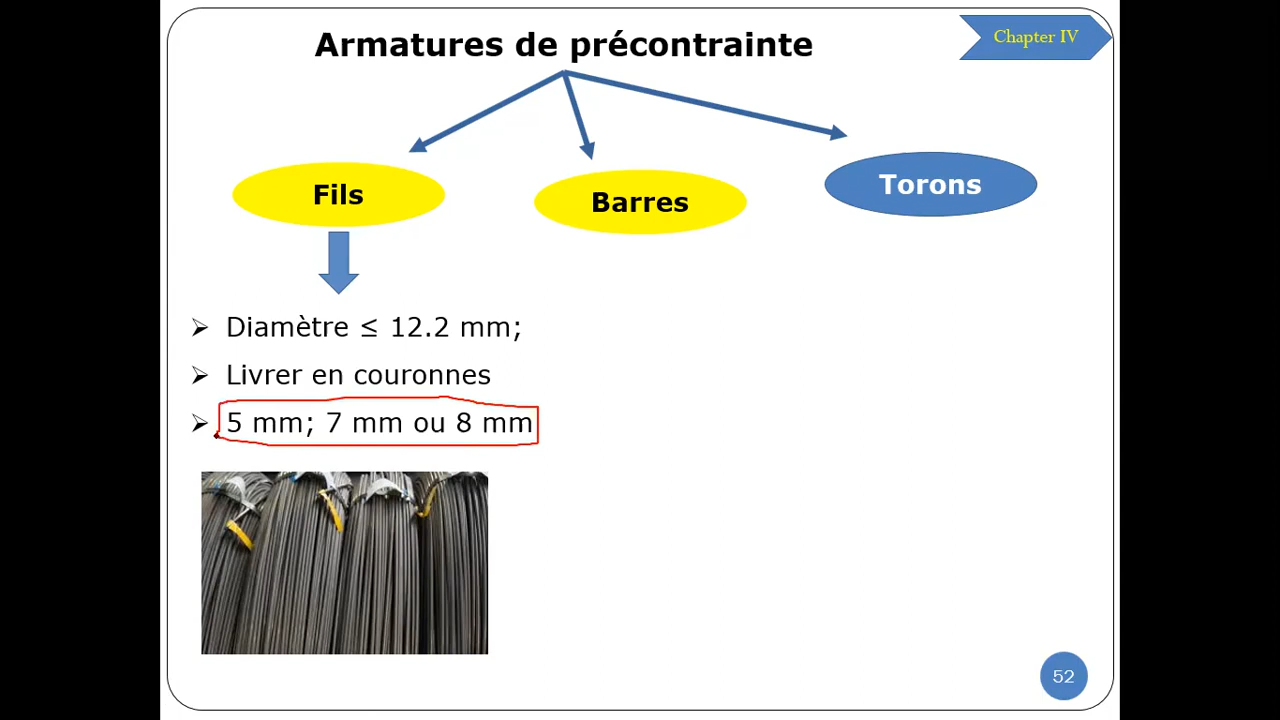 Armatures de précontrainte
Chapter IV
Fils
Barres
Torons
➢ Diamètre ≤ 12.2 mm;
➢ Livrer en couronnes
➢ 5 mm; 7 mm ou 8 mm
52